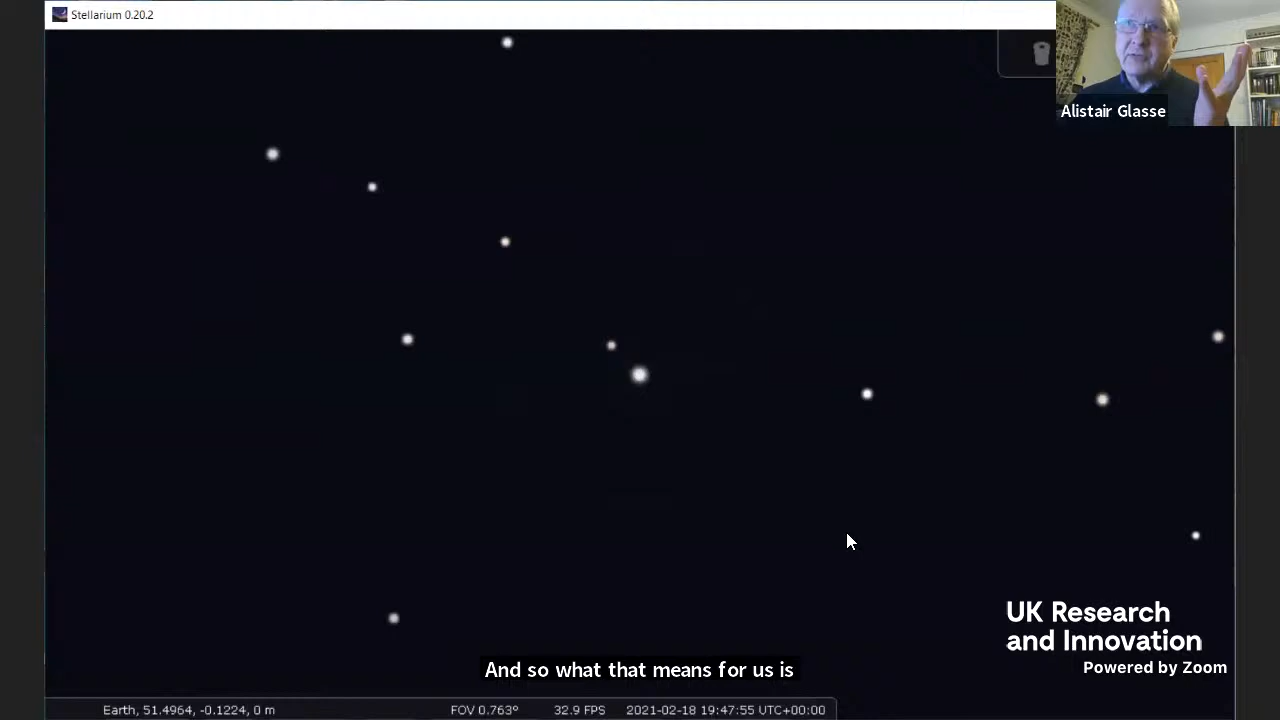 Stellarium 0.20.2
Alistair Glasse
UK Research
and Innovation
Powered by Zoom
And so what that means for us is
Earth, 51.4964, -0.1224, 0 m FOV 0.763° 32.9 FPS 2021-02-18 19:47:55 UTC+00:00